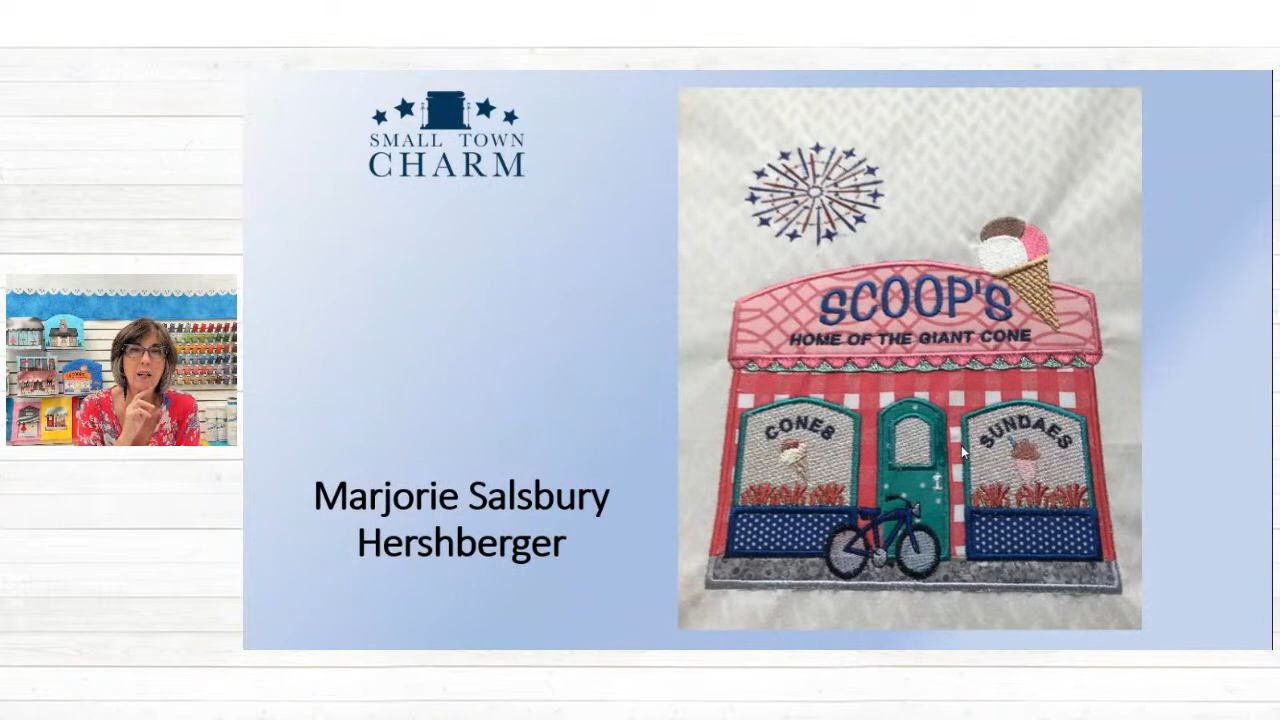 SMALL TOWN
CHARM
SCOOP'S
HOME OF THE GIANT CONE
CONES
SUNDAES
Marjorie Salsbury
Hershberger